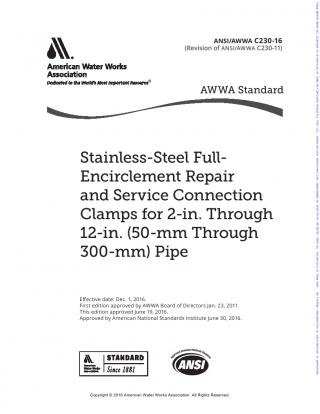 ANSI/AWWA C230-16
(Revision of ANSI/AWWA C230-11)
American Water Works
Association
Dedicated to the World's Most Important Resource®
AWWA Standard
Stainless-Steel Full-
Encirclement Repair
and Service Connection
Clamps for 2-in. Through
12-in. (50-mm Through
300-mm) Pipe
Effective date: Dec. 1, 2016.
First edition approved by AWWA Board of Directors Jan. 23, 2011.
This edition approved June 19, 2016.
Approved by American National Standards Institute June 30, 2016.
American Water Works
Association
STANDARD
Since 1881
ANSI
Copyright © 2016 American Water Works Association. All Rights Reserved.